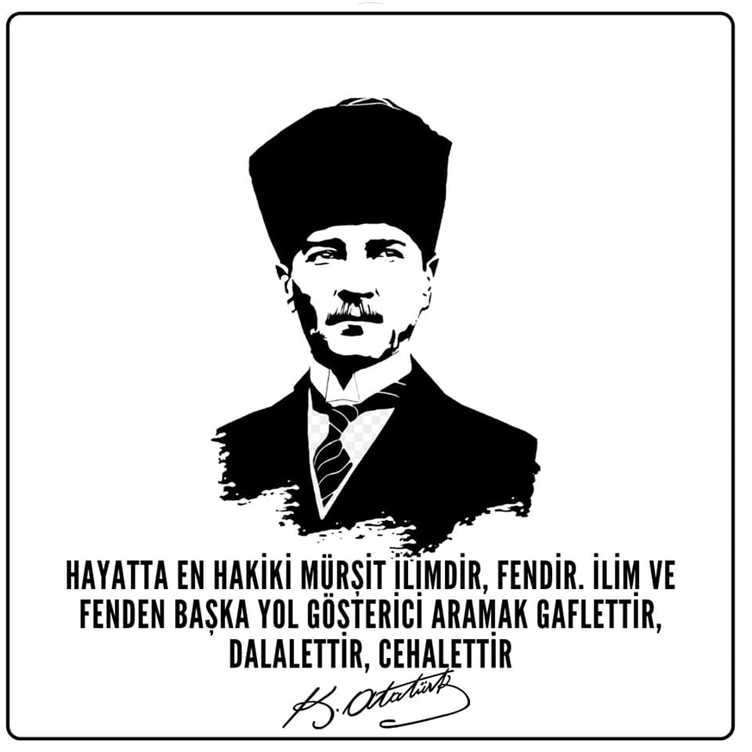 HAYATTA EN HAKİKİ MÜRŞİT İLİMDİR, FENDİR. İLİM VE
FENDEN BAŞKA YOL GÖSTERİCİ ARAMAK GAFLETTİR,
DALALETTİR, CEHALETTİR
K. Atatürk